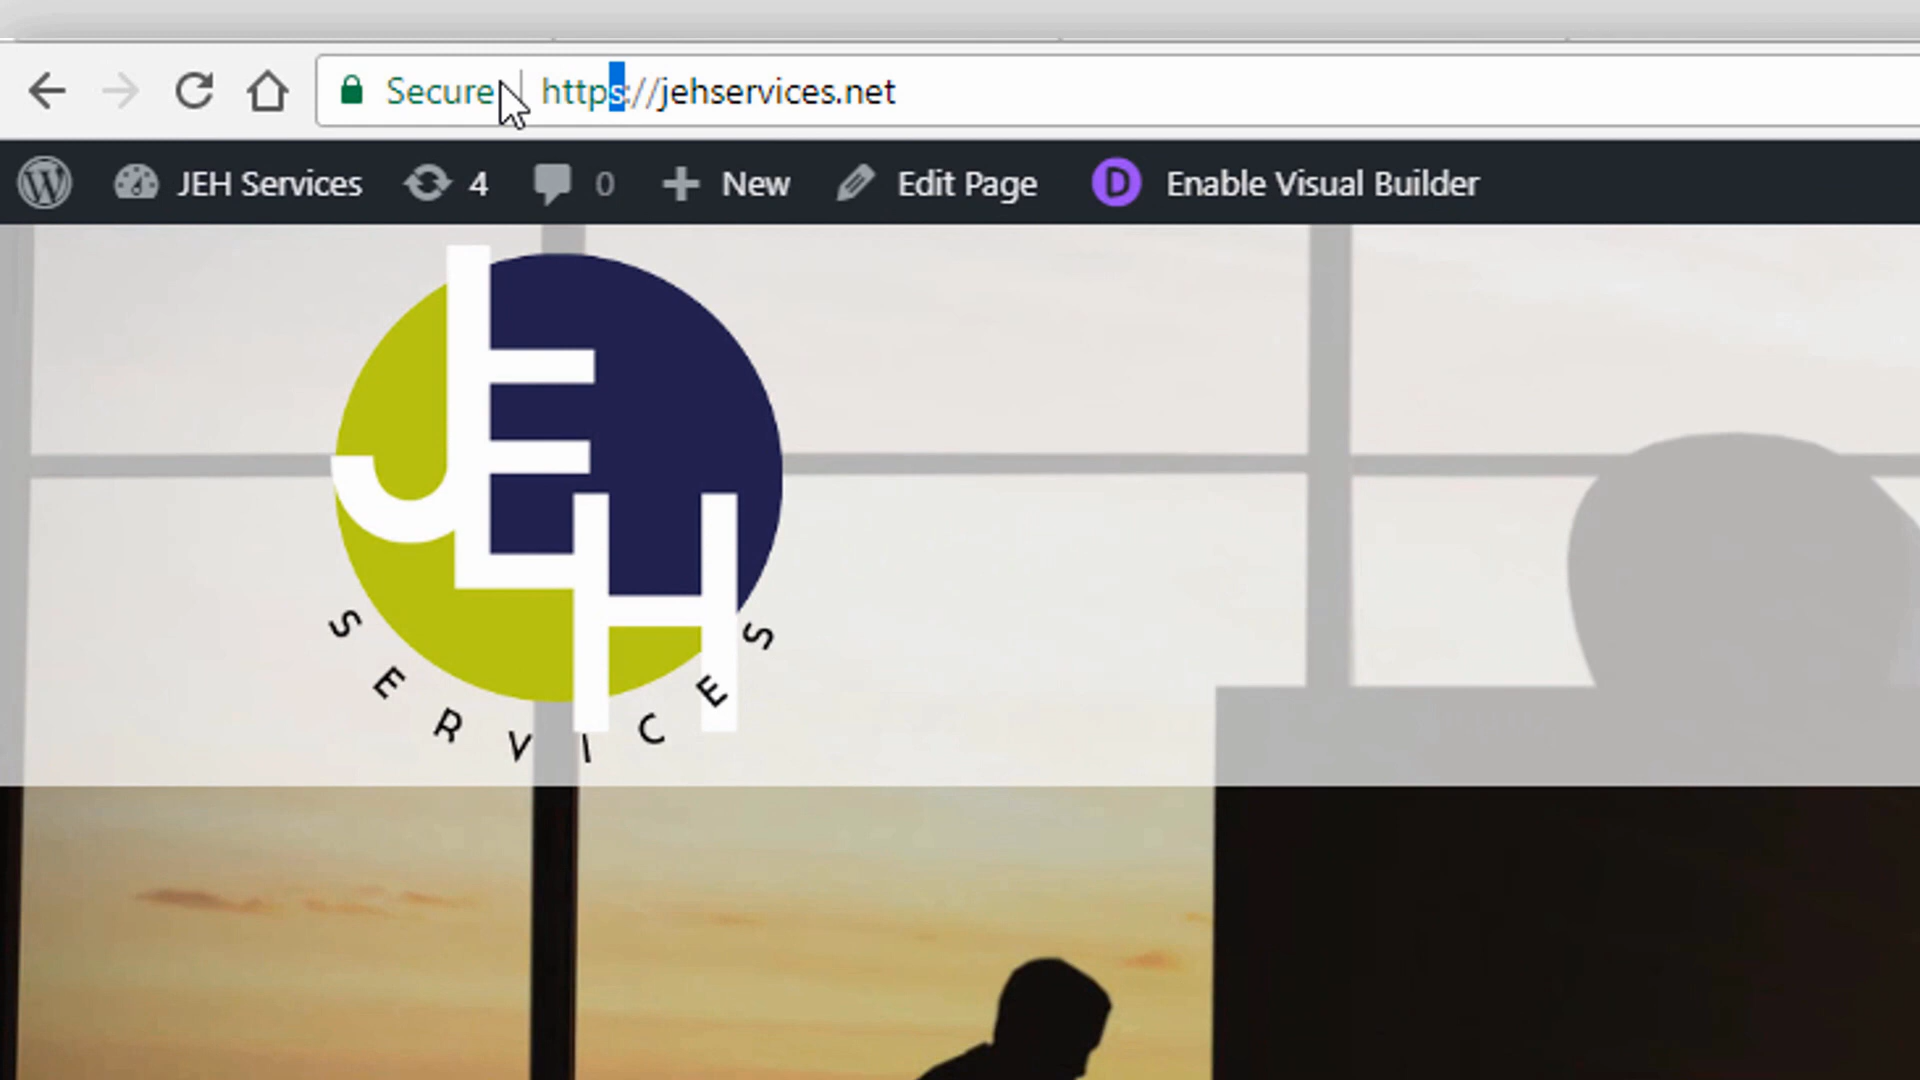 Secure https://jehservices.net
JEH Services 4 0 New Edit Page D Enable Visual Builder
JEH
SERVICES